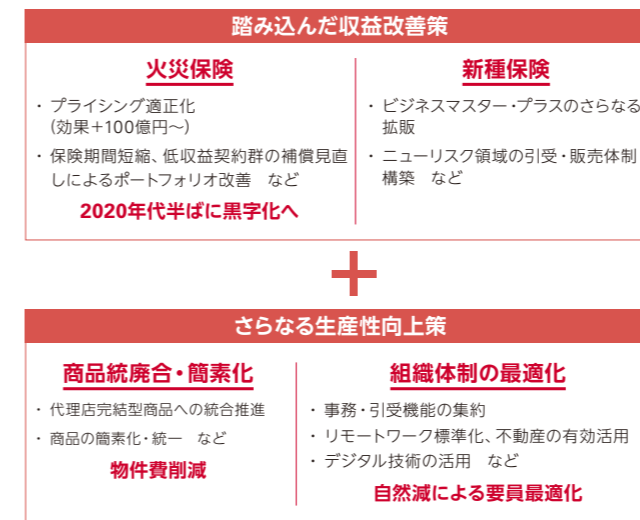 踏み込んだ収益改善策
火災保険
・ プライシング適正化
(効果+100億円～)
・ 保険期間短縮、低収益契約群の補償見直
しによるポートフォリオ改善　など
2020年代半ばに黒字化へ
新種保険
・ ビジネスマスター・プラスのさらなる
拡販
・ ニューリスク領域の引受・販売体制
構築　など
+
さらなる生産性向上策
商品統廃合・簡素化
・ 代理店完結型商品への統合推進
・ 商品の簡素化・統一　など
物件費削減
組織体制の最適化
・ 事務・引受機能の集約
・ リモートワーク標準化、不動産の有効活用
・ デジタル技術の活用　など
自然減による要員最適化